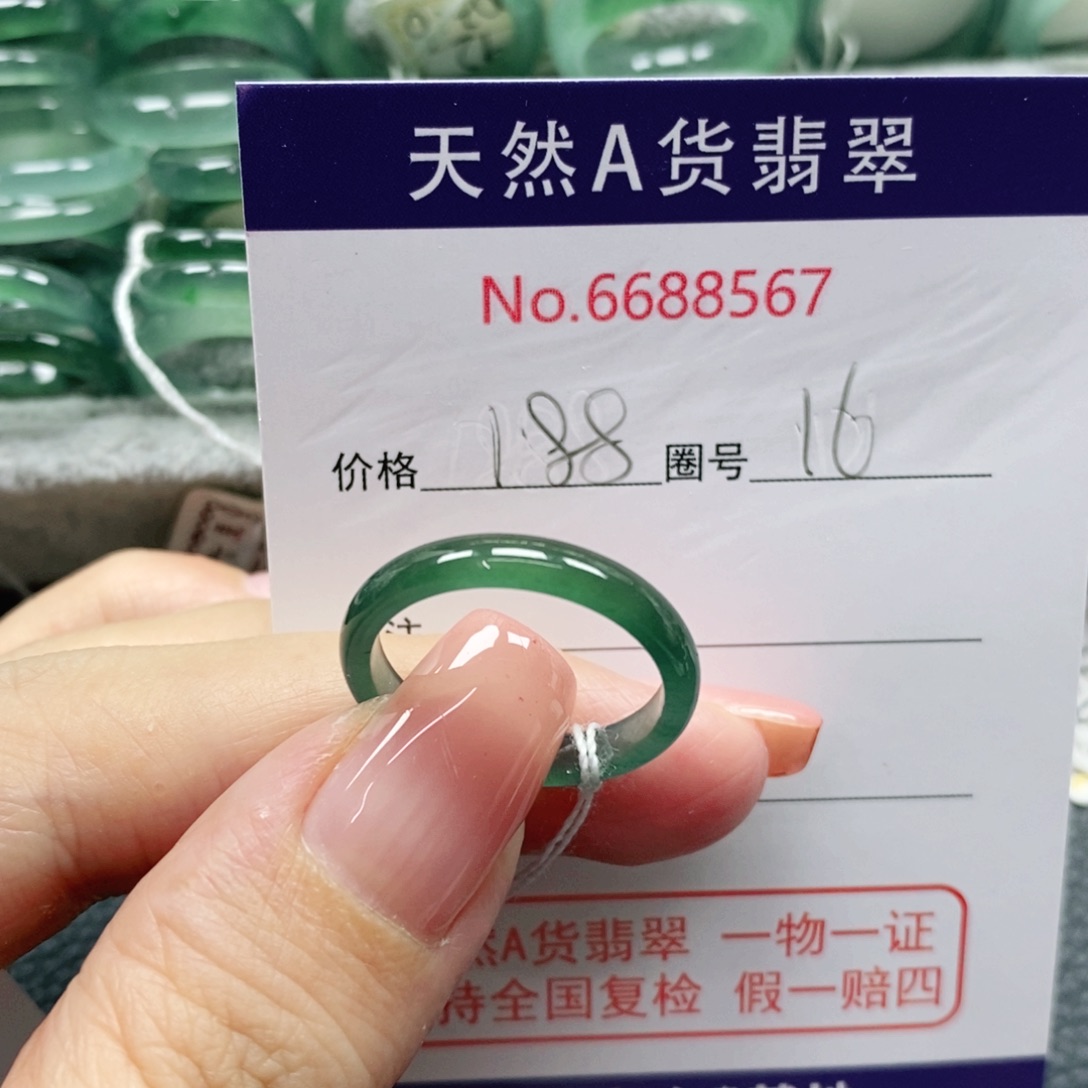 天然A货翡翠
No.6688567
价格 188 圈号 16
然A货翡翠 一物一证
持全国复检 假一赔四